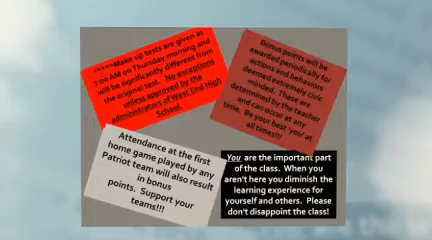 *****Make up tests are given at
7:00 AM on Thursday morning and
will be significantly different from
the original test. No exceptions
unless approved by the
administrators of West End High
School.
Bonus points will be
awarded periodically for
actions and behaviors
deemed extremely civic
minded. These are
determined by the teacher
and can occur at any
time. Be your best 'you' at
all times!!!
Attendance at the first
home game played by any
Patriot team will also result
in bonus
points. Support your
teams!!!
You are the important part
of the class. When you
aren't here you diminish the
learning experience for
yourself and others. Please
don't disappoint the class!